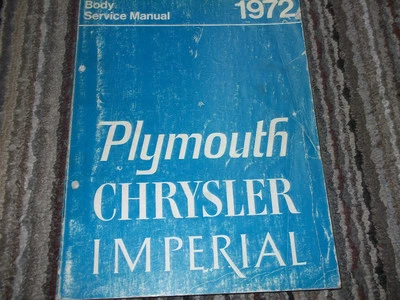 Body 1972
Service Manual
Plymouth
CHRYSLER
IMPERIAL